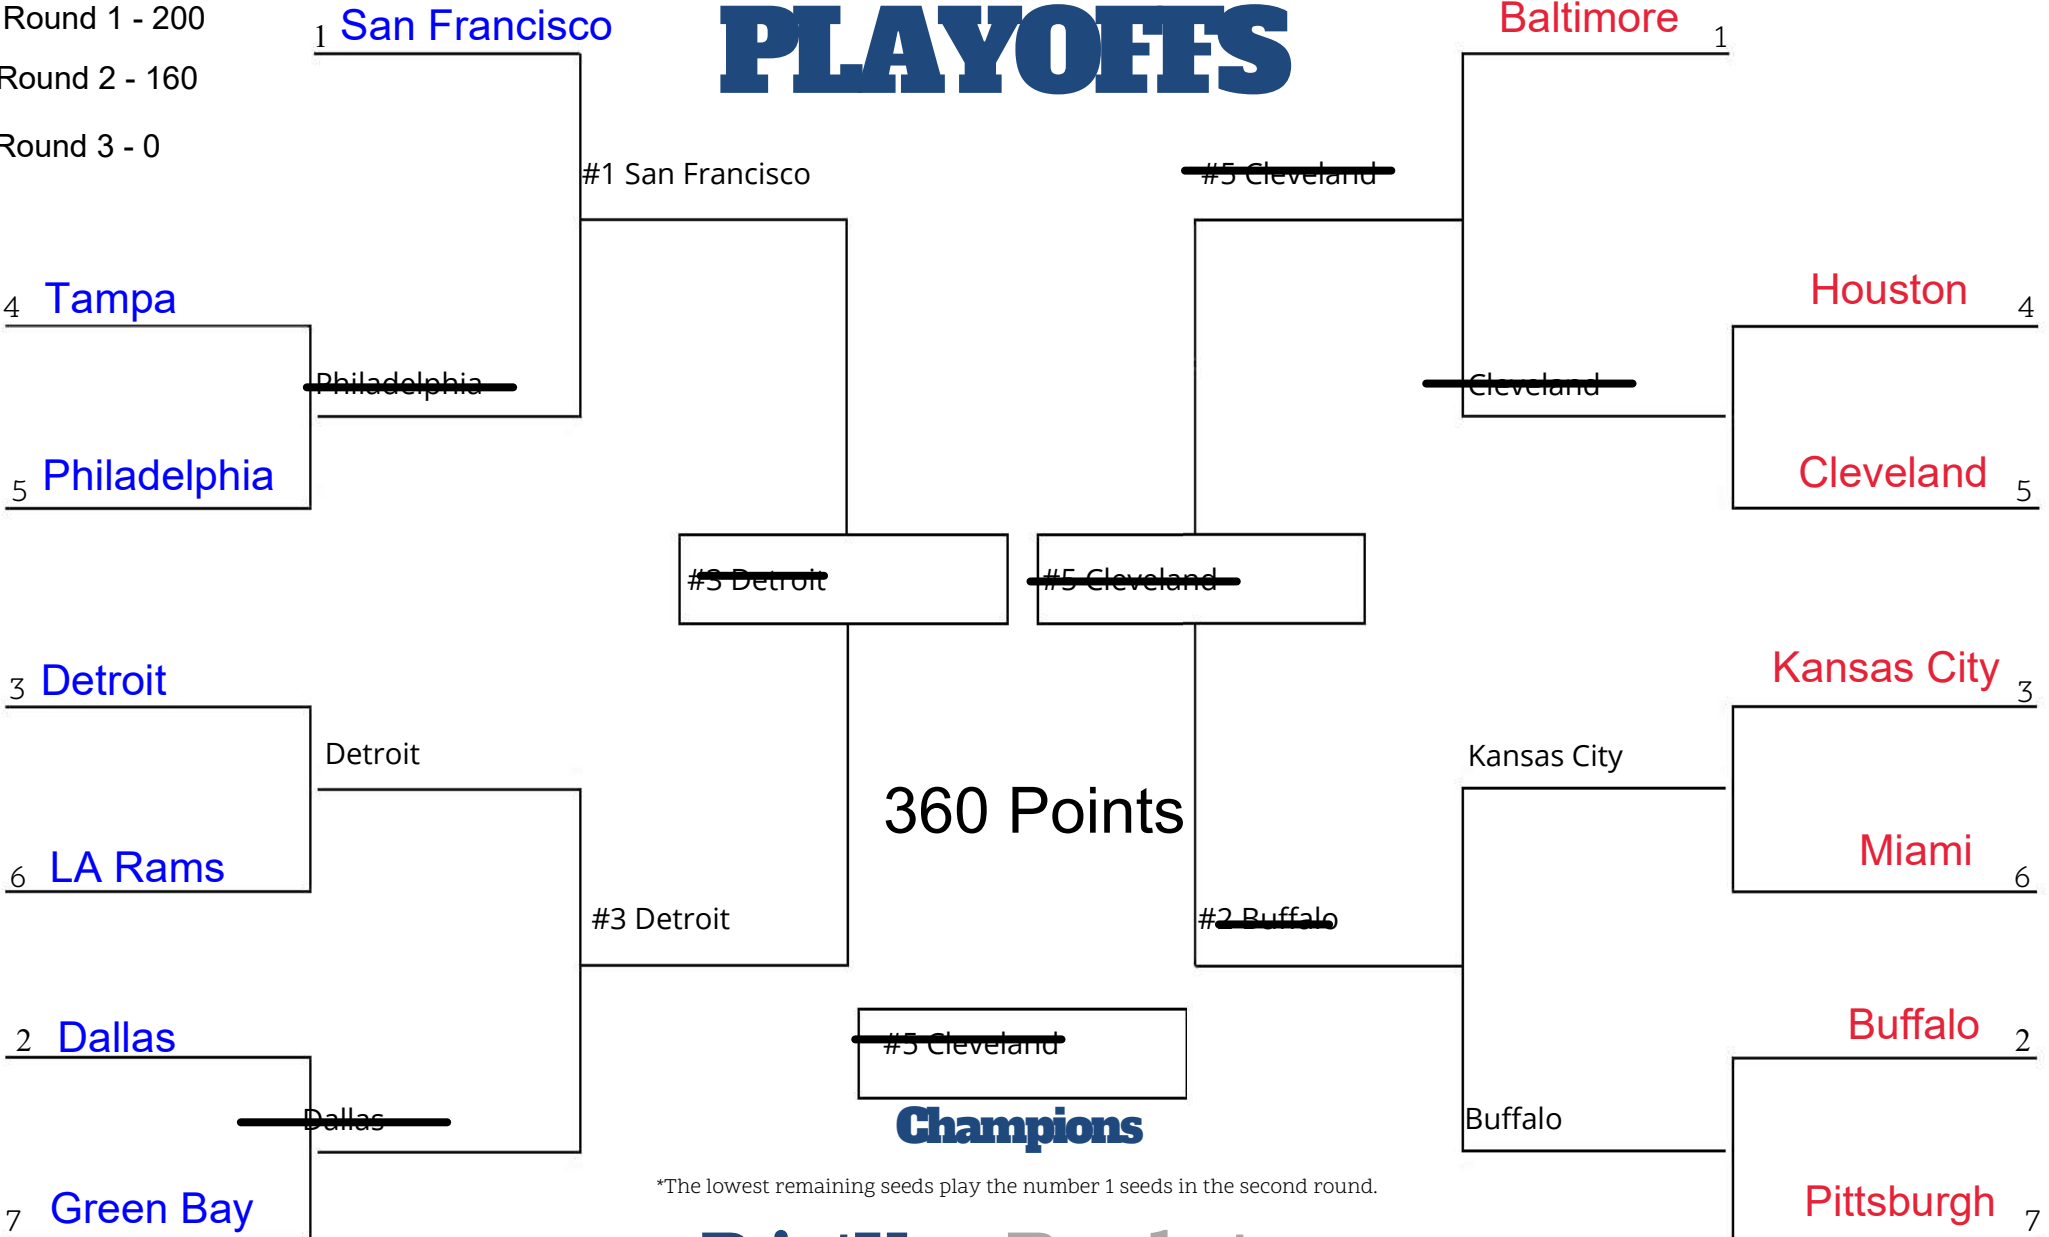 Round 1 - 200
Round 2 - 160
Round 3 - 0
PLAYOFFS
1 San Francisco
Baltimore 1
#1 San Francisco
#5 Cleveland
4 Tampa
Houston 4
Philadelphia
Cleveland
5 Philadelphia
Cleveland 5
#3 Detroit
#5 Cleveland
3 Detroit
Kansas City 3
Detroit
Kansas City
360 Points
6 LA Rams
Miami 6
#3 Detroit
#2 Buffalo
2 Dallas
Buffalo 2
#5 Cleveland
Dallas
Champions
Buffalo
*The lowest remaining seeds play the number 1 seeds in the second round.
7 Green Bay
Pittsburgh 7